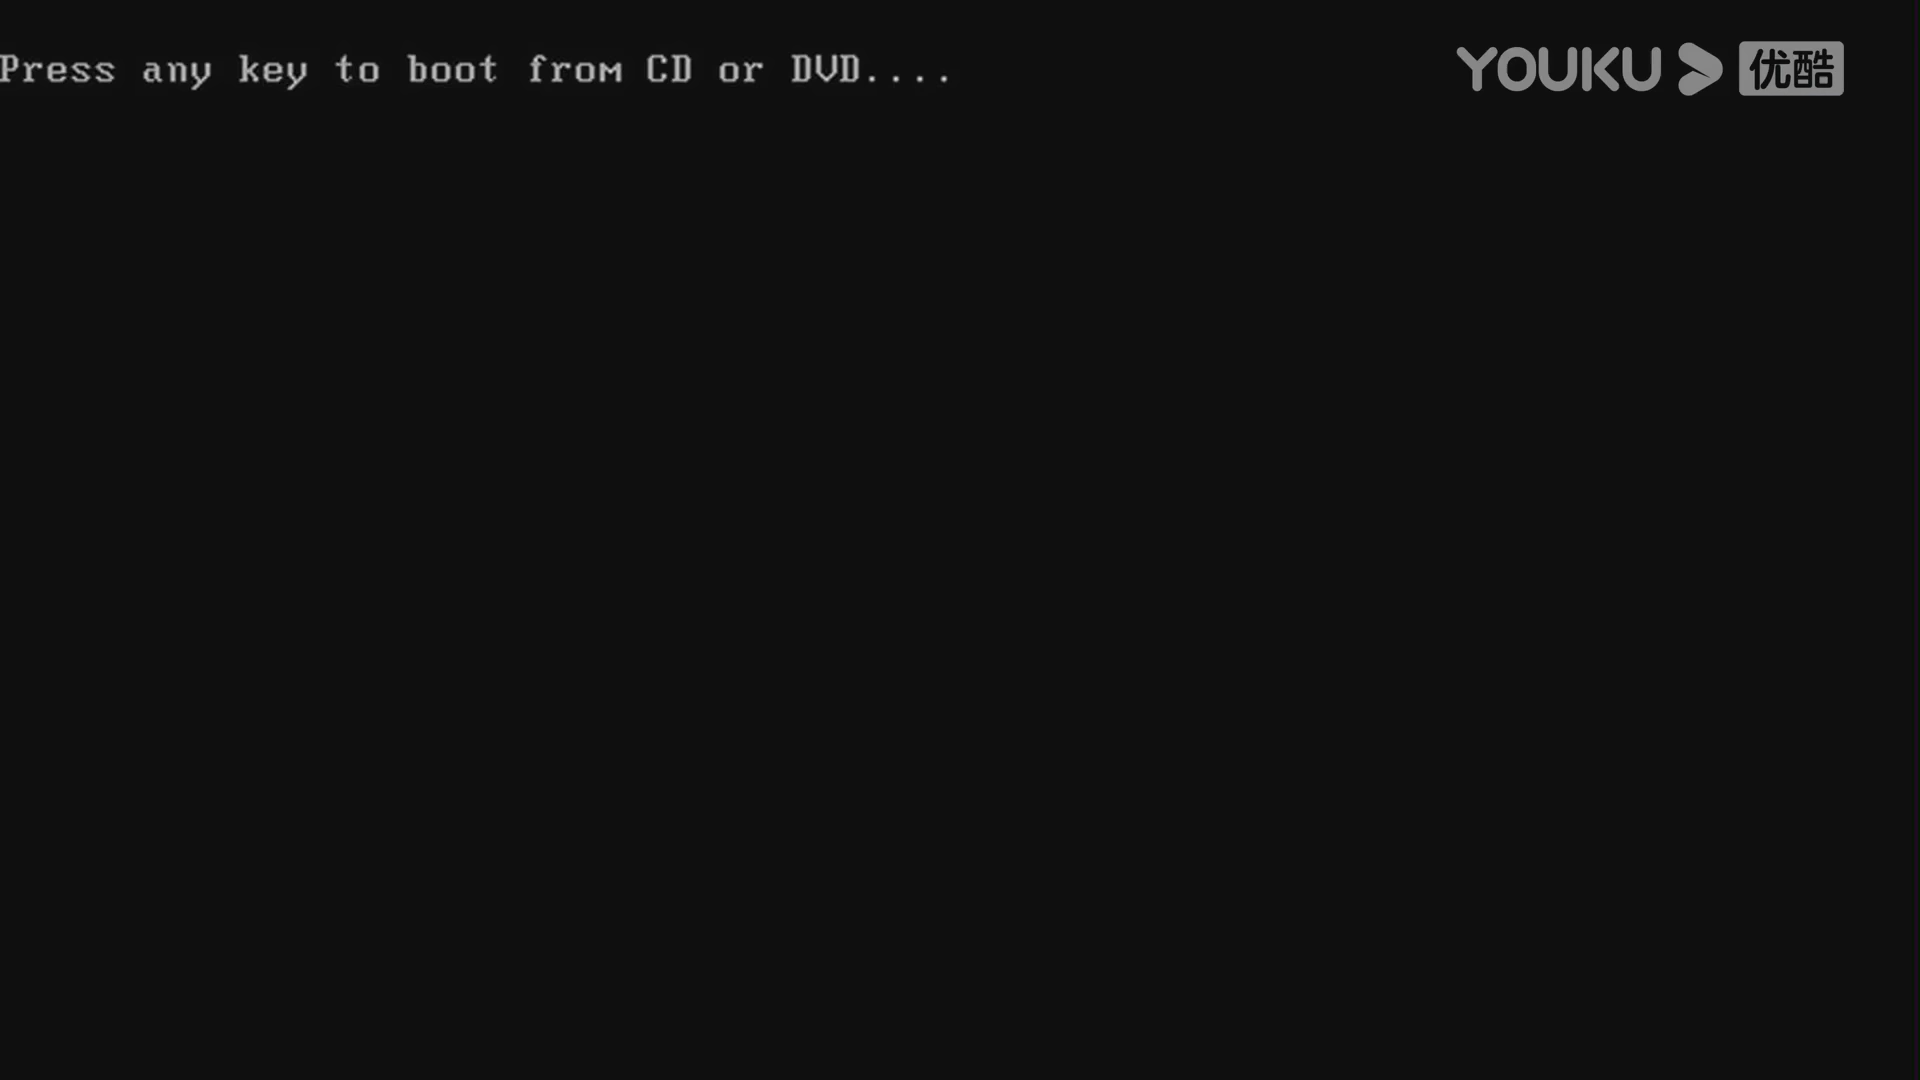 Press any key to boot from CD or DVD....
YOUKU 优酷